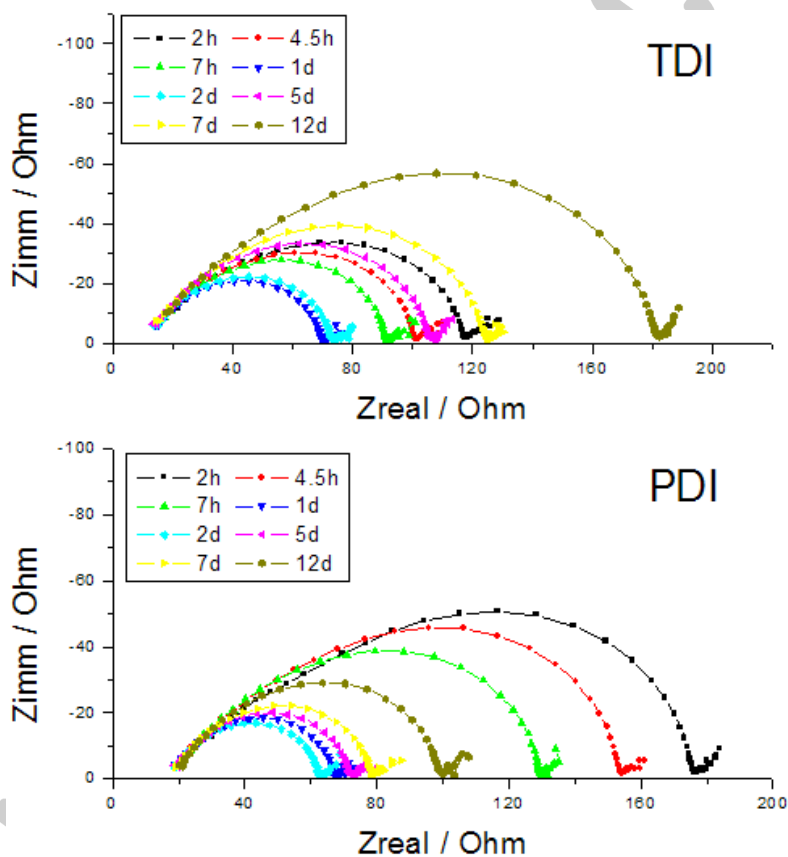 -100
-80
-60
-40
-20
0
2h 4.5h
7h 1d
2d 5d
7d 12d
TDI
Zimm / Ohm
0 40 80 120 160 200
Zreal / Ohm
-100
-80
-60
-40
-20
0
2h 4.5h
7h 1d
2d 5d
7d 12d
PDI
Zimm / Ohm
0 40 80 120 160 200
Zreal / Ohm